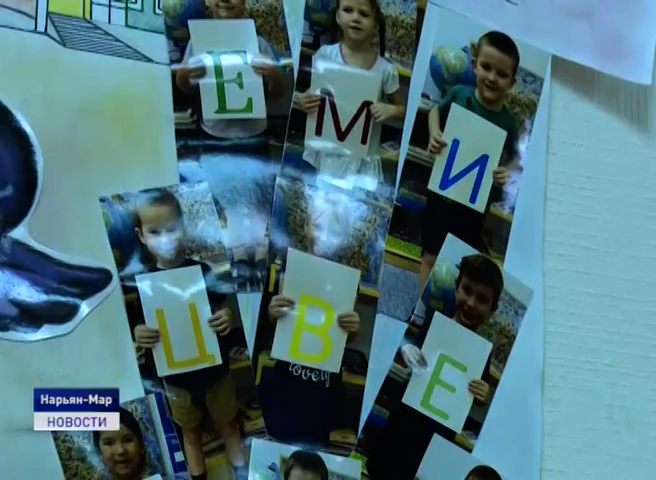 Е М И
Ц В Е
lovely
Нарьян-Мар
НОВОСТИ